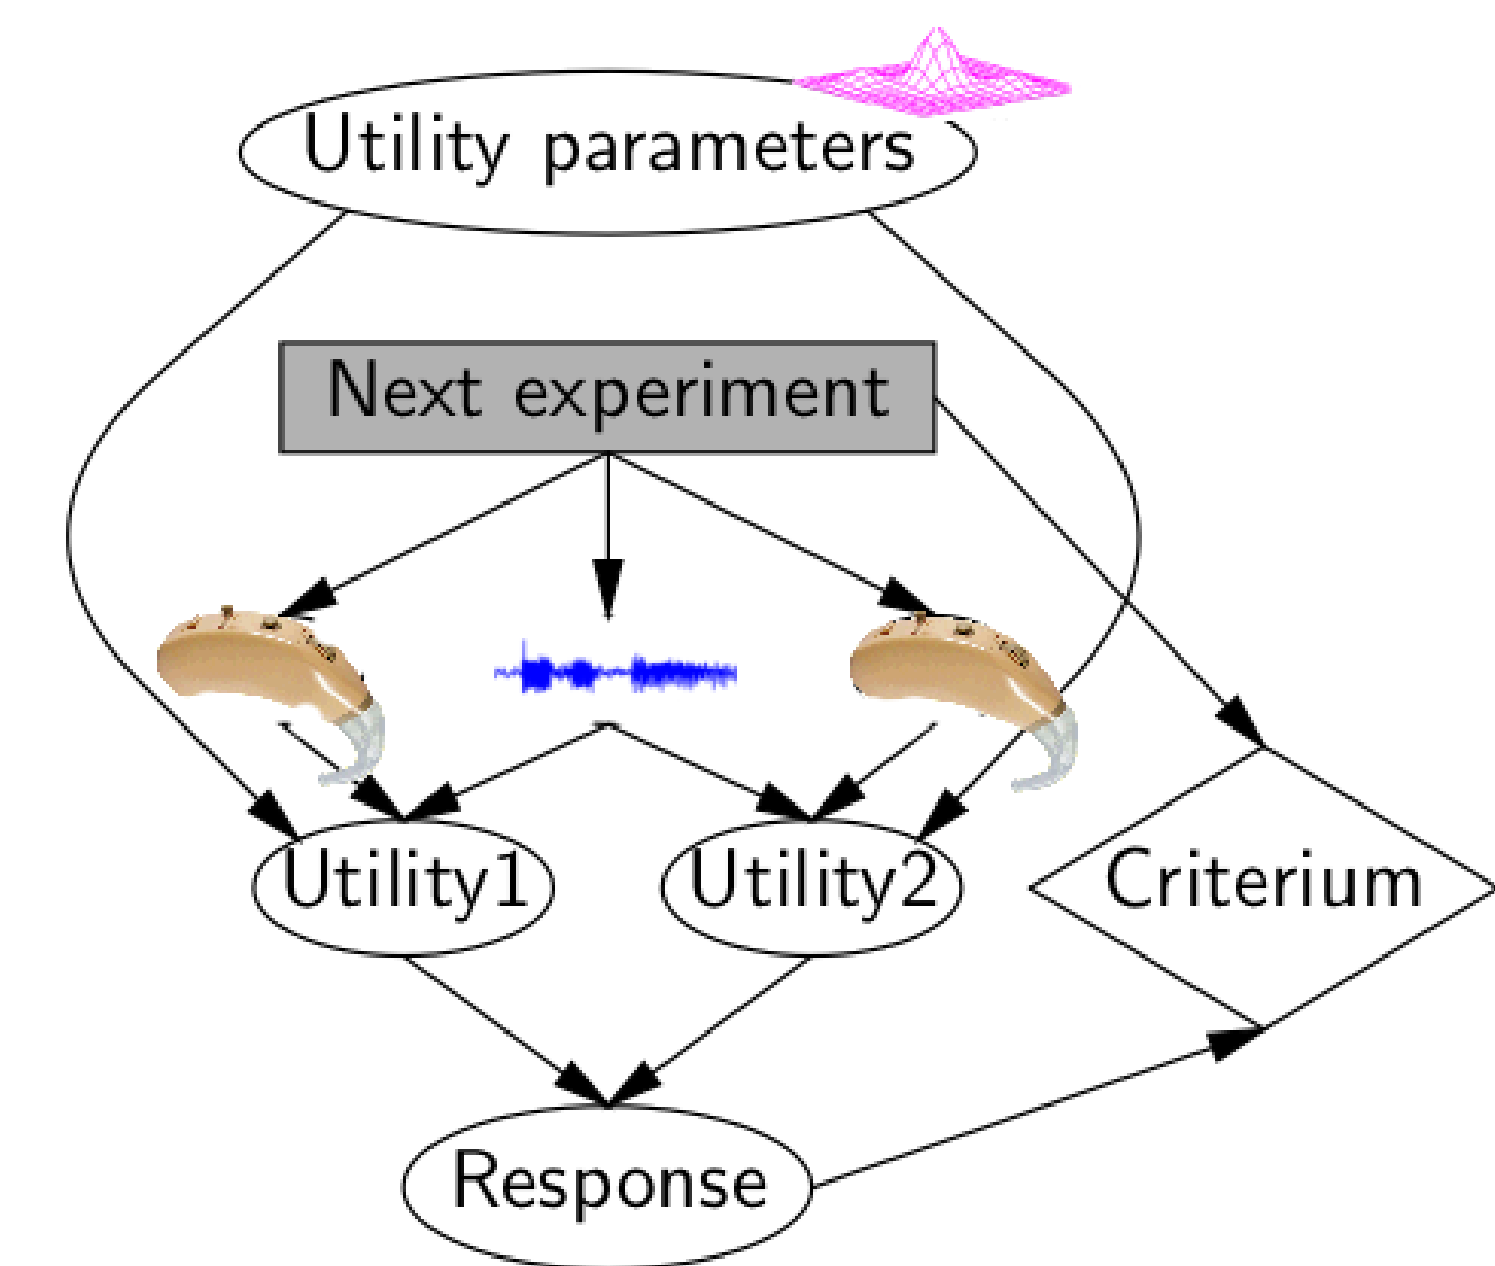 Utility parameters
Next experiment
Utility1
Utility2
Criterium
Response